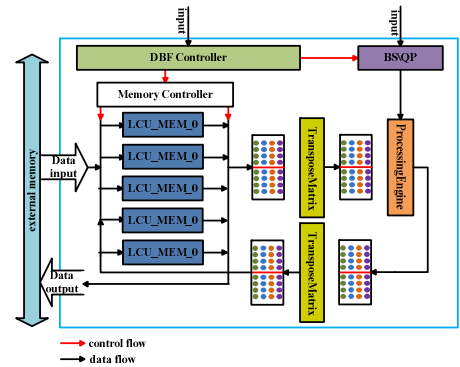 input
input
DBF Controller
BS\QP
Memory Controller
LCU_MEM_0
LCU_MEM_0
LCU_MEM_0
LCU_MEM_0
LCU_MEM_0
external memory
Data
input
Data
output
TransposeMatrix
TransposeMatrix
ProcessingEngine
control flow
data flow